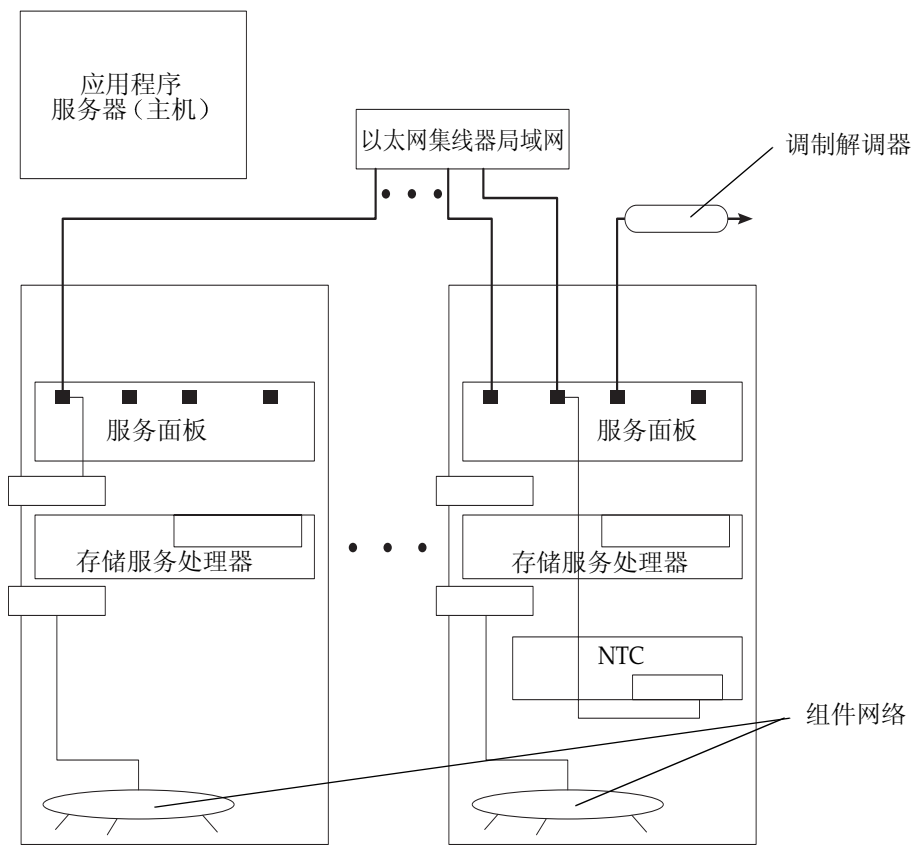 应用程序
服务器（主机）
以太网集线器局域网
调制解调器
服务面板
服务面板
存储服务处理器
存储服务处理器
NTC
组件网络